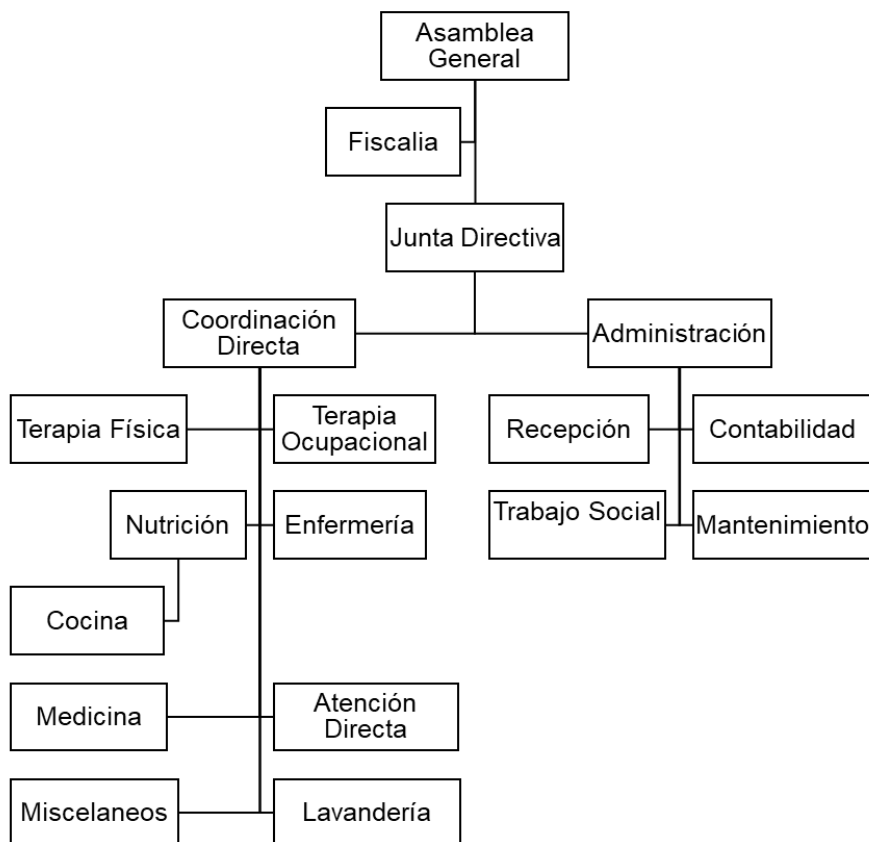 Asamblea
General
Fiscalia
Junta Directiva
Coordinación
Directa
Administración
Terapia Física
Terapia
Ocupacional
Recepción
Contabilidad
Nutrición
Enfermería
Trabajo Social
Mantenimiento
Cocina
Medicina
Atención
Directa
Miscelaneos
Lavandería